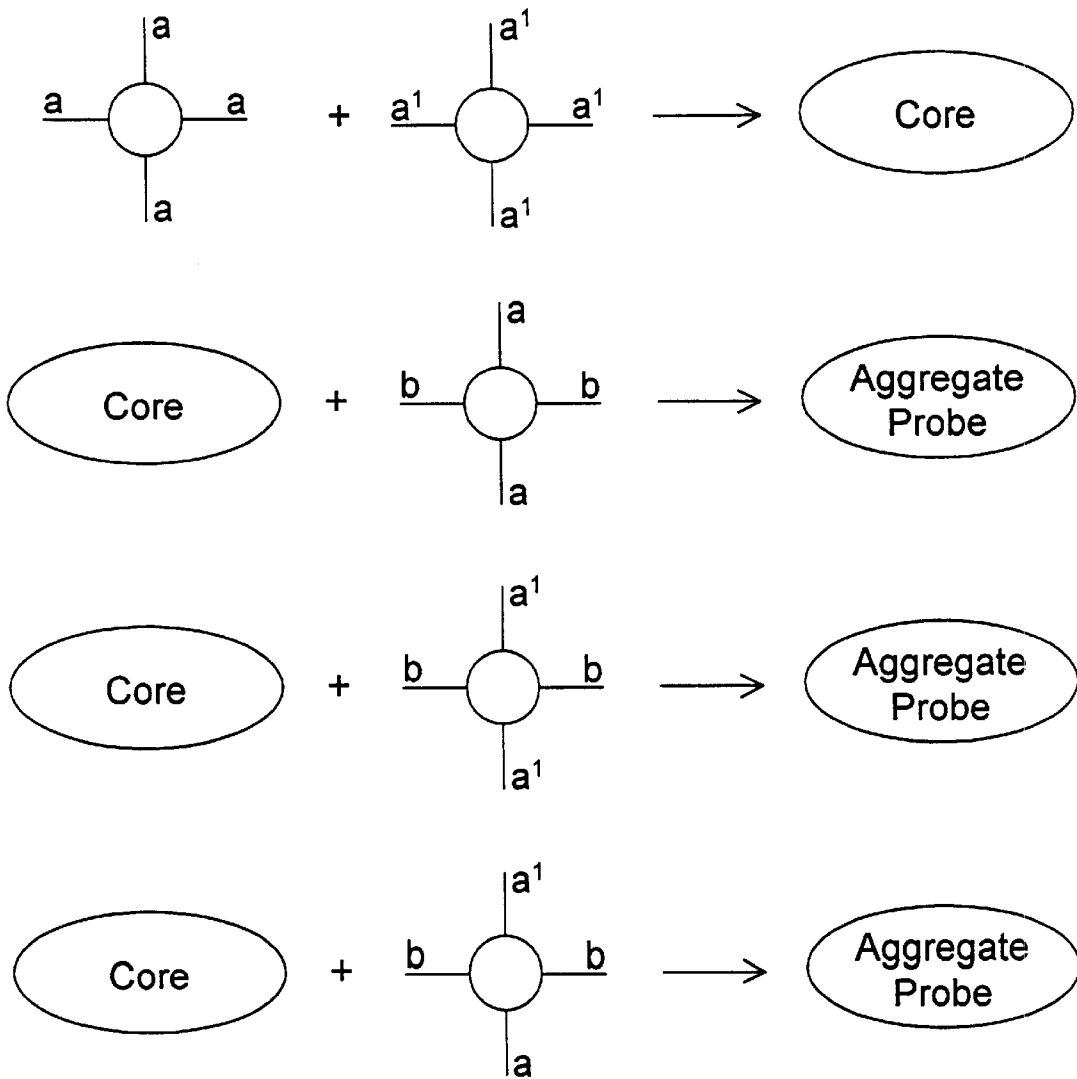 a a¹
a a + a¹ a¹ → Core
a a¹
a
Core + b b → Aggregate
Probe
a
a¹
Core + b b → Aggregate
Probe
a¹
a¹
Core + b b → Aggregate
Probe
a